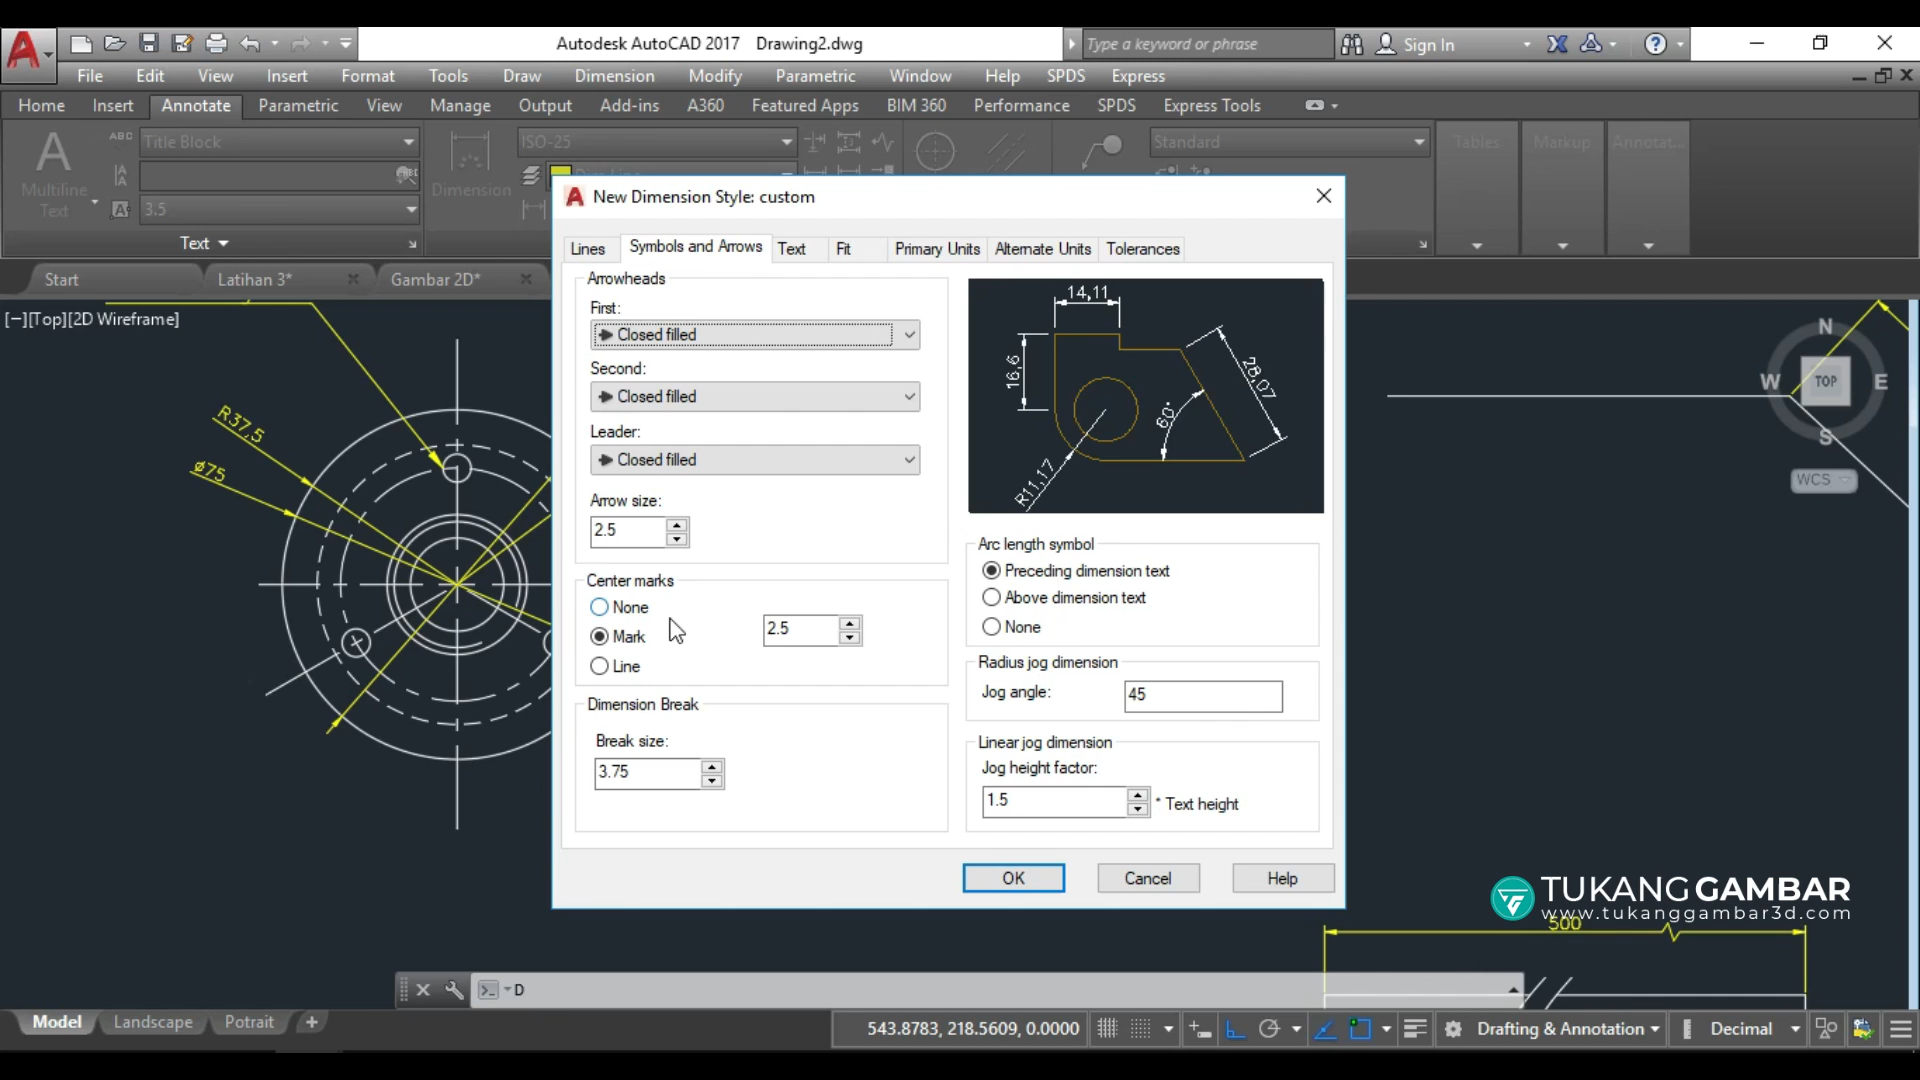 Autodesk AutoCAD 2017 Drawing2.dwg
Type a keyword or phrase
Sign In
File Edit View Insert Format Tools Draw Dimension Modify Parametric Window Help SPDS Express
Home Insert Annotate Parametric View Manage Output Add-ins A360 Featured Apps BIM 360 Performance SPDS Express Tools
A
ABC
Title Block
ISO-25
Standard
Tables
Markup
Annotat...
Multiline
Text
Dimension
3.5
Text
New Dimension Style: custom
Start
Latihan 3*
Gambar 2D*
[−][Top][2D Wireframe]
Lines
Symbols and Arrows
Text
Fit
Primary Units
Alternate Units
Tolerances
Arrowheads
First:
Closed filled
Second:
Closed filled
Leader:
Closed filled
Arrow size:
2.5
Center marks
None
Mark
Line
2.5
Dimension Break
Break size:
3.75
14,11
16,6
28,07
60°
R11,17
Arc length symbol
Preceding dimension text
Above dimension text
None
Radius jog dimension
Jog angle:
45
Linear jog dimension
Jog height factor:
1.5
* Text height
OK
Cancel
Help
R37,5
⌀75
N
W
TOP
E
S
WCS
TUKANG GAMBAR
www.tukanggambar3d.com
500
D
Model
Landscape
Potrait
543.8783, 218.5609, 0.0000
Drafting & Annotation
Decimal